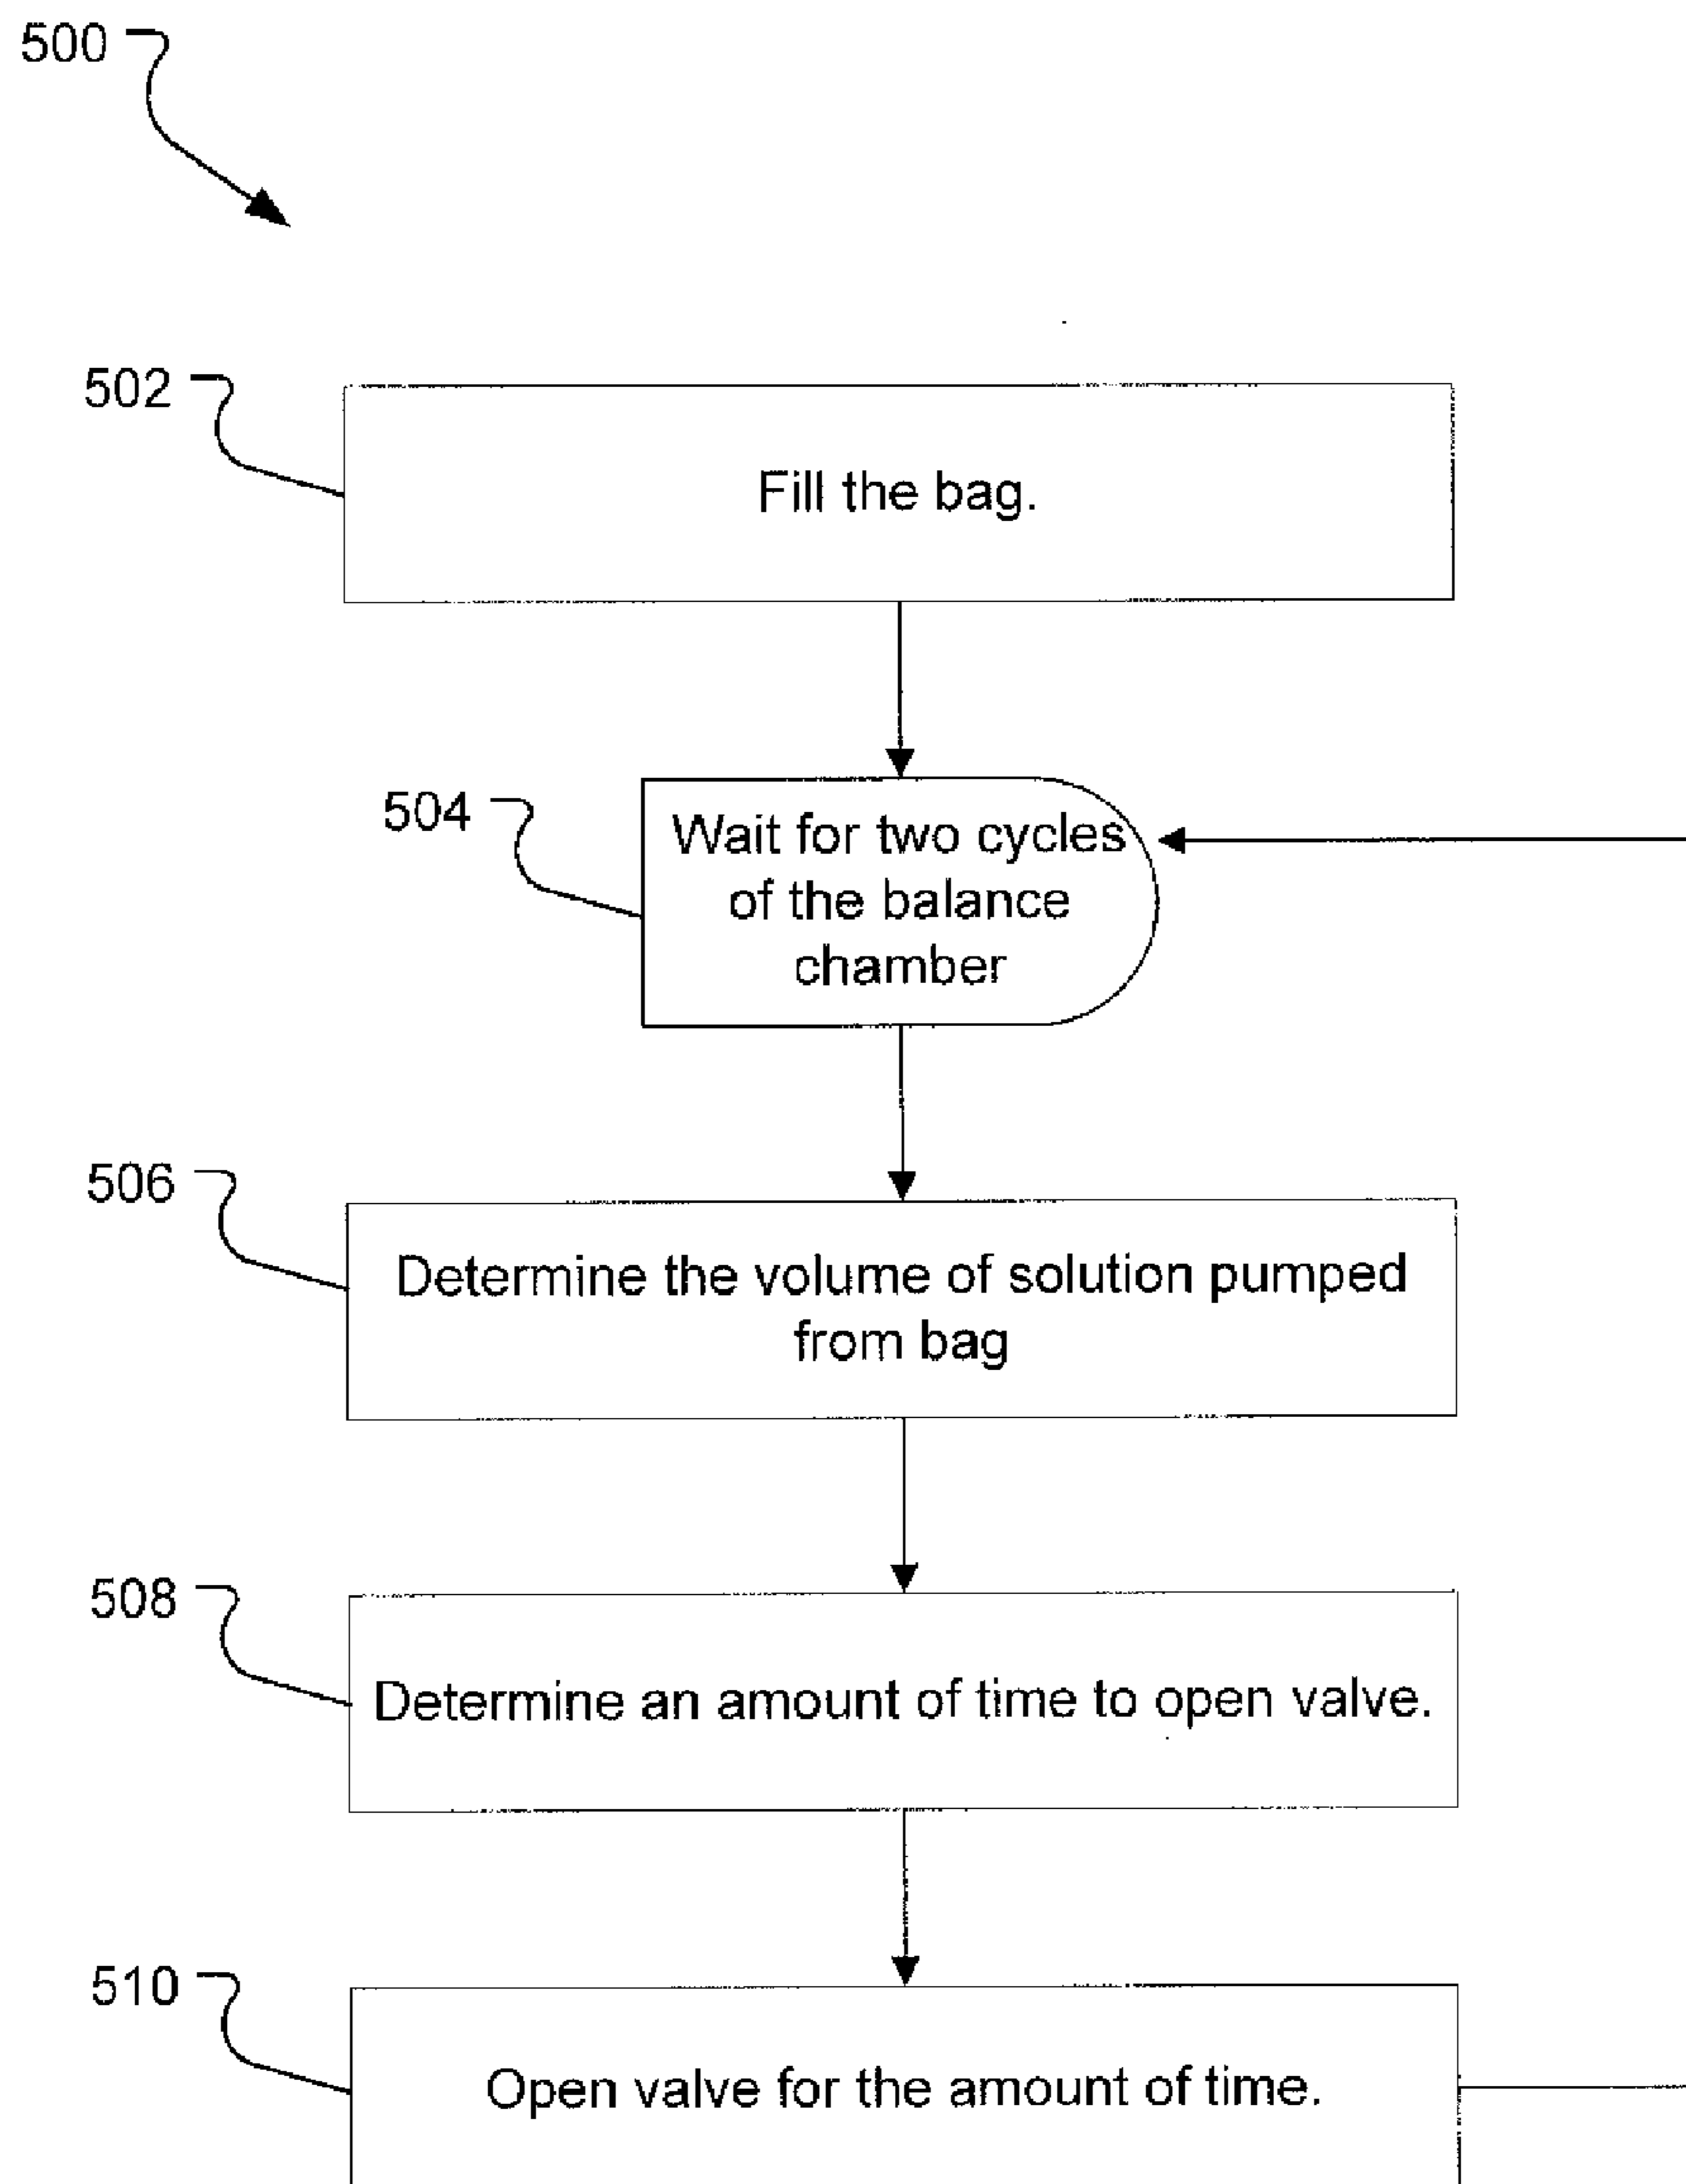 500
502
Fill the bag.
504
Wait for two cycles
of the balance
chamber
506
Determine the volume of solution pumped
from bag
508
Determine an amount of time to open valve.
510
Open valve for the amount of time.